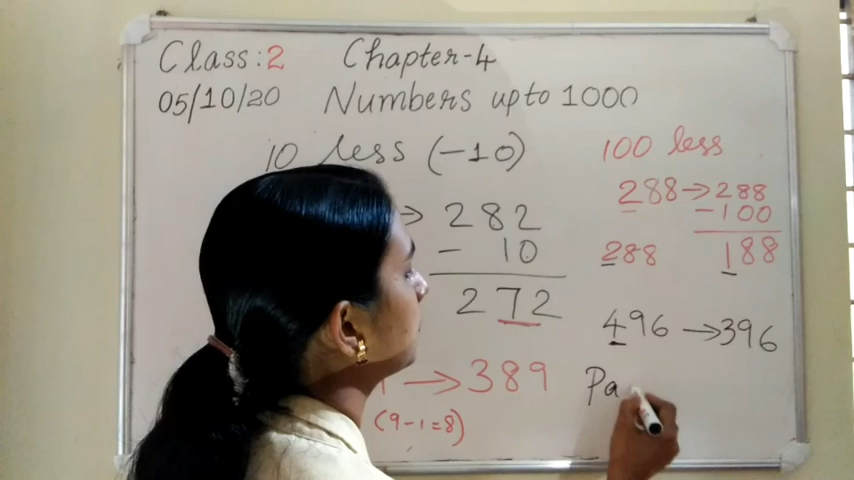 Class:2 Chapter-4
05/10/20 Numbers upto 1000
10 less (-10)
→ 282
- 10
272
→ 389
(9-1=8)
100 less
288→288
-100
288 188
496 →396
Pa